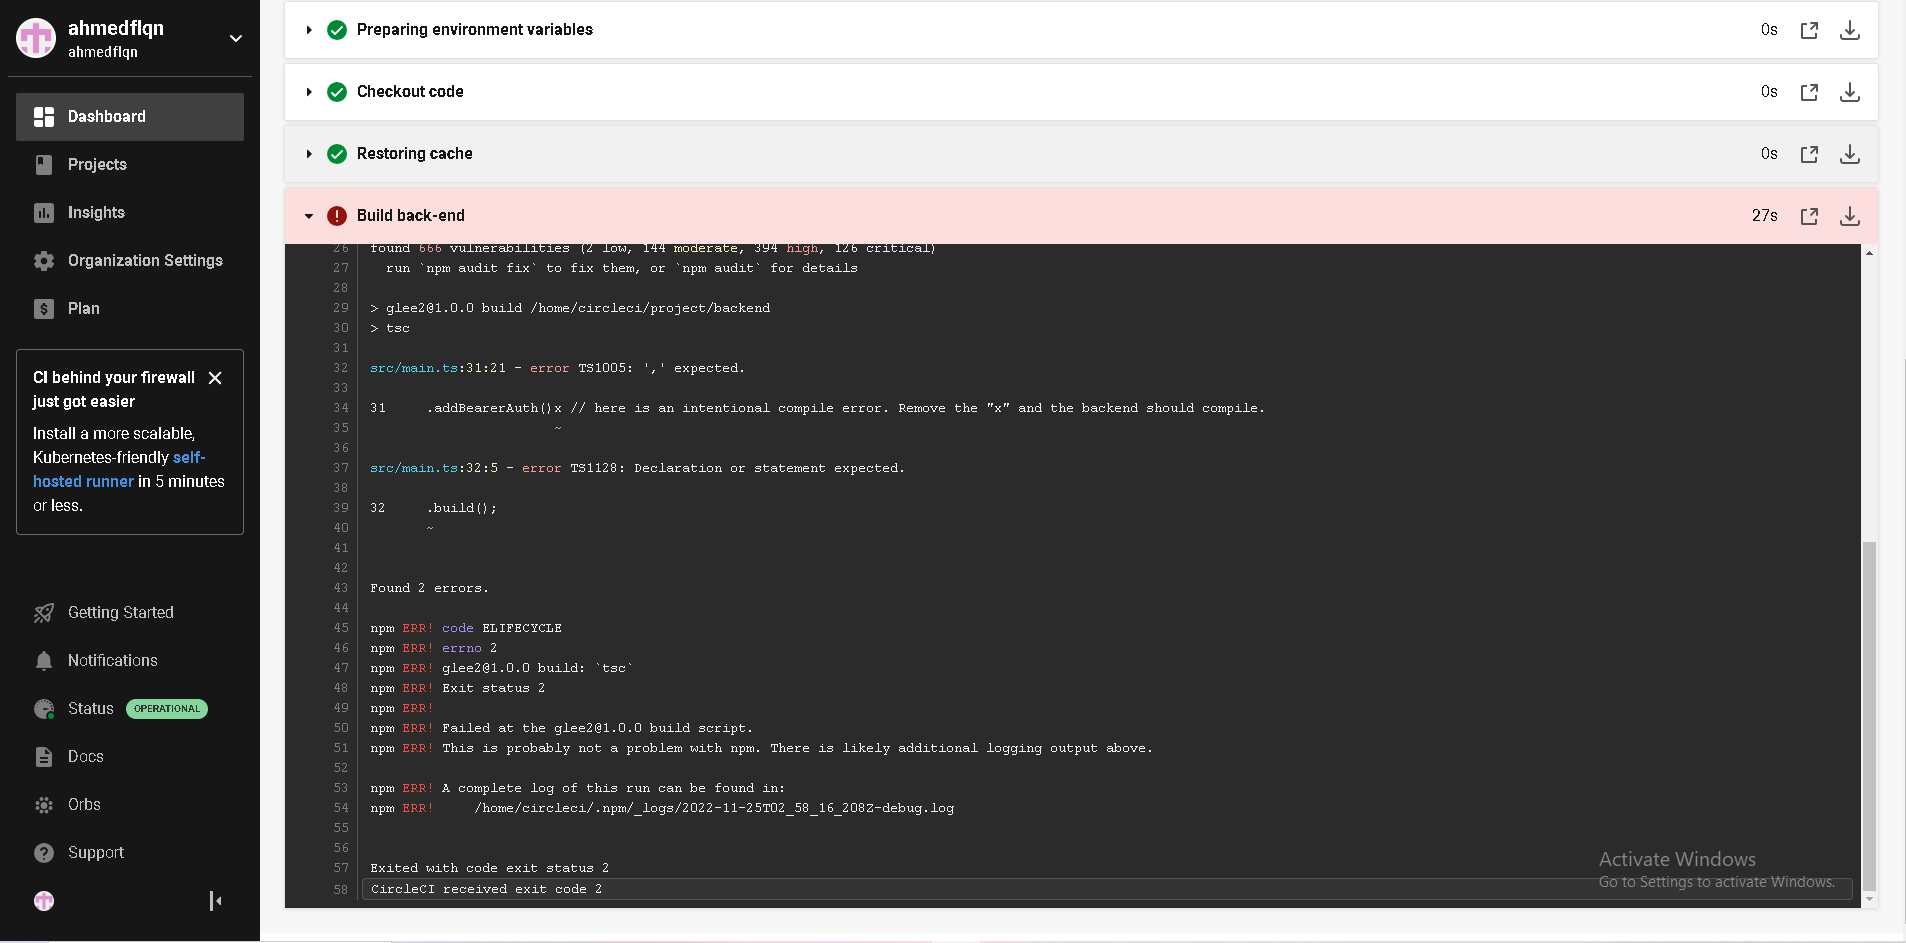 ahmedflqn
ahmedflqn
Dashboard
Projects
Insights
Organization Settings
Plan
CI behind your firewall
just got easier
Install a more scalable,
Kubernetes-friendly self-
hosted runner in 5 minutes
or less.
Getting Started
Notifications
Status OPERATIONAL
Docs
Orbs
Support
Preparing environment variables 0s
Checkout code 0s
Restoring cache 0s
Build back-end 27s
26 found 666 vulnerabilities (2 low, 144 moderate, 394 high, 126 critical)
27 run `npm audit fix` to fix them, or `npm audit` for details
28
29 > glee2@1.0.0 build /home/circleci/project/backend
30 > tsc
31
32 src/main.ts:31:21 - error TS1005: ',' expected.
33
34 31 .addBearerAuth()x // here is an intentional compile error. Remove the "x" and the backend should compile.
35 ~
36
37 src/main.ts:32:5 - error TS1128: Declaration or statement expected.
38
39 32 .build();
40 ~
41
42
43 Found 2 errors.
44
45 npm ERR! code ELIFECYCLE
46 npm ERR! errno 2
47 npm ERR! glee2@1.0.0 build: `tsc`
48 npm ERR! Exit status 2
49 npm ERR!
50 npm ERR! Failed at the glee2@1.0.0 build script.
51 npm ERR! This is probably not a problem with npm. There is likely additional logging output above.
52
53 npm ERR! A complete log of this run can be found in:
54 npm ERR! /home/circleci/.npm/_logs/2022-11-25T02_58_16_208Z-debug.log
55
56
57 Exited with code exit status 2
58 CircleCI received exit code 2
Activate Windows
Go to Settings to activate Windows.